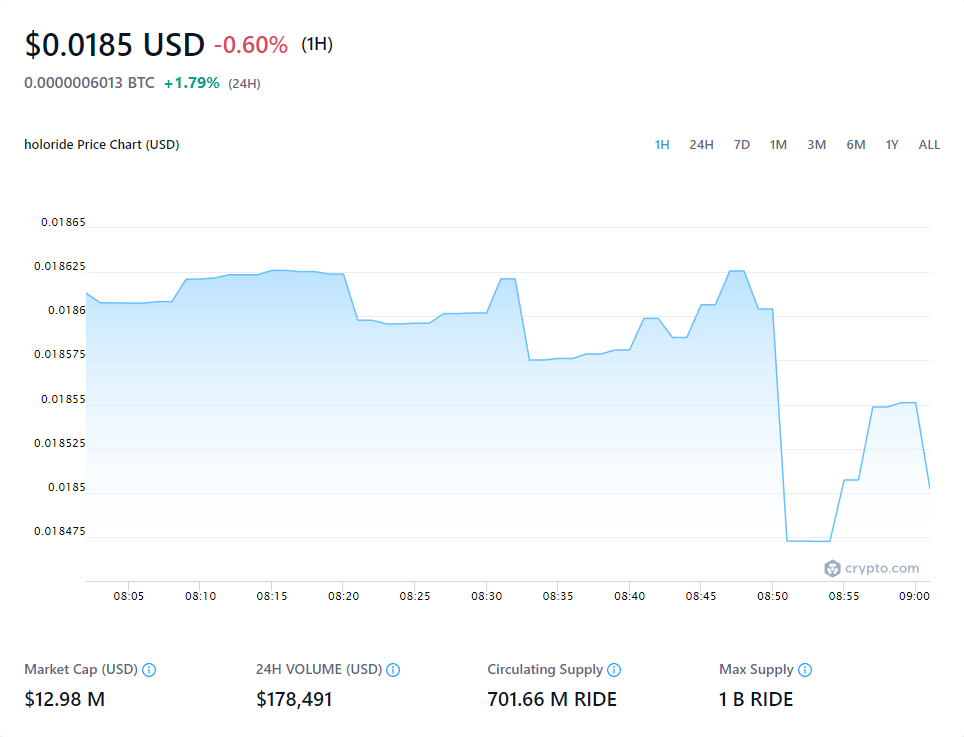 $0.0185 USD -0.60% (1H)
0.0000006013 BTC +1.79% (24H)
holoride Price Chart (USD) 1H 24H 7D 1M 3M 6M 1Y ALL
0.01865
0.018625
0.0186
0.018575
0.01855
0.018525
0.0185
0.018475
crypto.com
08:05 08:10 08:15 08:20 08:25 08:30 08:35 08:40 08:45 08:50 08:55 09:00
Market Cap (USD) 24H VOLUME (USD) Circulating Supply Max Supply
$12.98 M $178,491 701.66 M RIDE 1 B RIDE